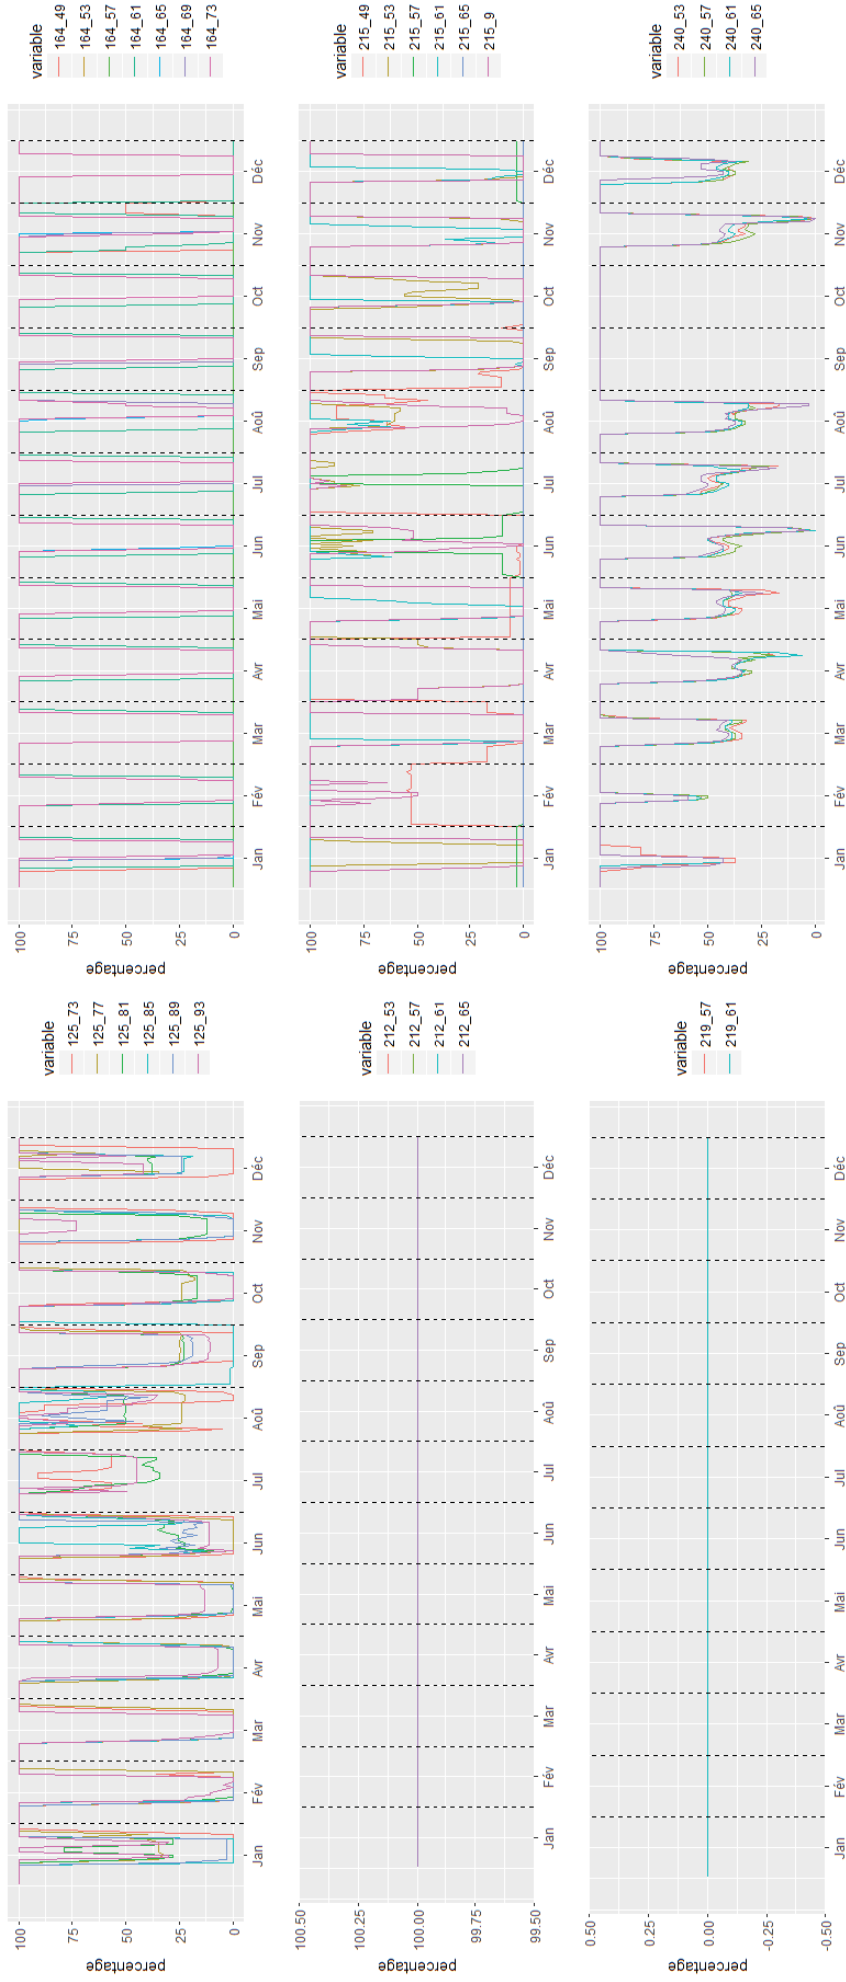 percentage
100
75
50
25
0
Jan
Fév
Mar
Avr
Mai
Jun
Jul
Aoû
Sep
Oct
Nov
Déc
variable
125_73
125_77
125_81
125_85
125_89
125_93
percentage
100
75
50
25
0
Jan
Fév
Mar
Avr
Mai
Jun
Jul
Aoû
Sep
Oct
Nov
Déc
variable
164_49
164_53
164_57
164_61
164_65
164_69
164_73
percentage
100.50
100.25
100.00
99.75
99.50
Jan
Fév
Mar
Avr
Mai
Jun
Jul
Aoû
Sep
Oct
Nov
Déc
variable
212_53
212_57
212_61
212_65
percentage
100
75
50
25
0
Jan
Fév
Mar
Avr
Mai
Jun
Jul
Aoû
Sep
Oct
Nov
Déc
variable
215_49
215_53
215_57
215_61
215_65
215_9
percentage
0.50
0.25
0.00
-0.25
-0.50
Jan
Fév
Mar
Avr
Mai
Jun
Jul
Aoû
Sep
Oct
Nov
Déc
variable
219_57
219_61
percentage
100
75
50
25
0
Jan
Fév
Mar
Avr
Mai
Jun
Jul
Aoû
Sep
Oct
Nov
Déc
variable
240_53
240_57
240_61
240_65